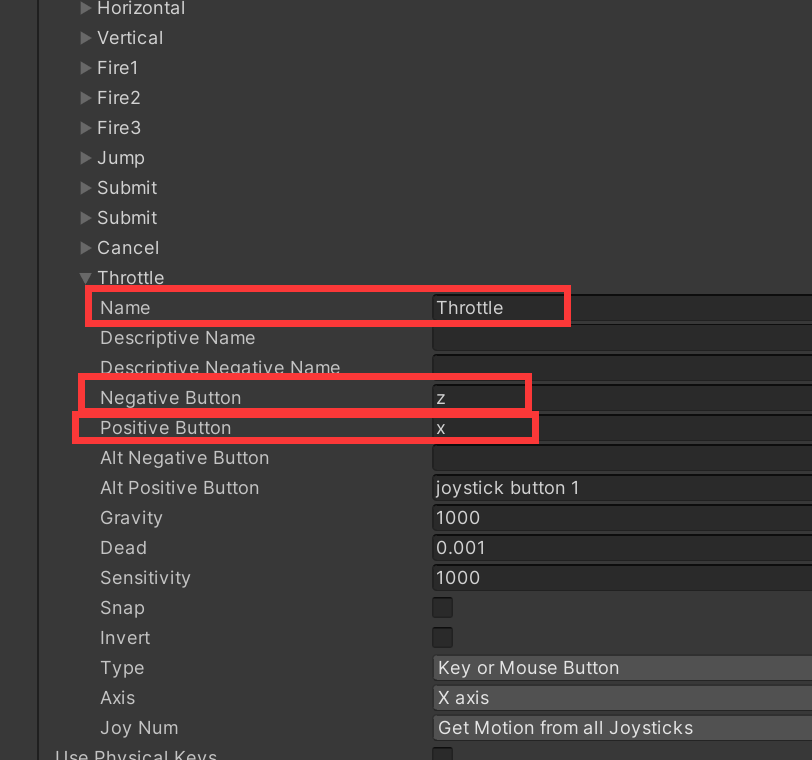 Horizontal
Vertical
Fire1
Fire2
Fire3
Jump
Submit
Submit
Cancel
Throttle
Name Throttle
Descriptive Name
Descriptive Negative Name
Negative Button z
Positive Button x
Alt Negative Button
Alt Positive Button joystick button 1
Gravity 1000
Dead 0.001
Sensitivity 1000
Snap
Invert
Type Key or Mouse Button
Axis X axis
Joy Num Get Motion from all Joysticks
Use Physical Keys